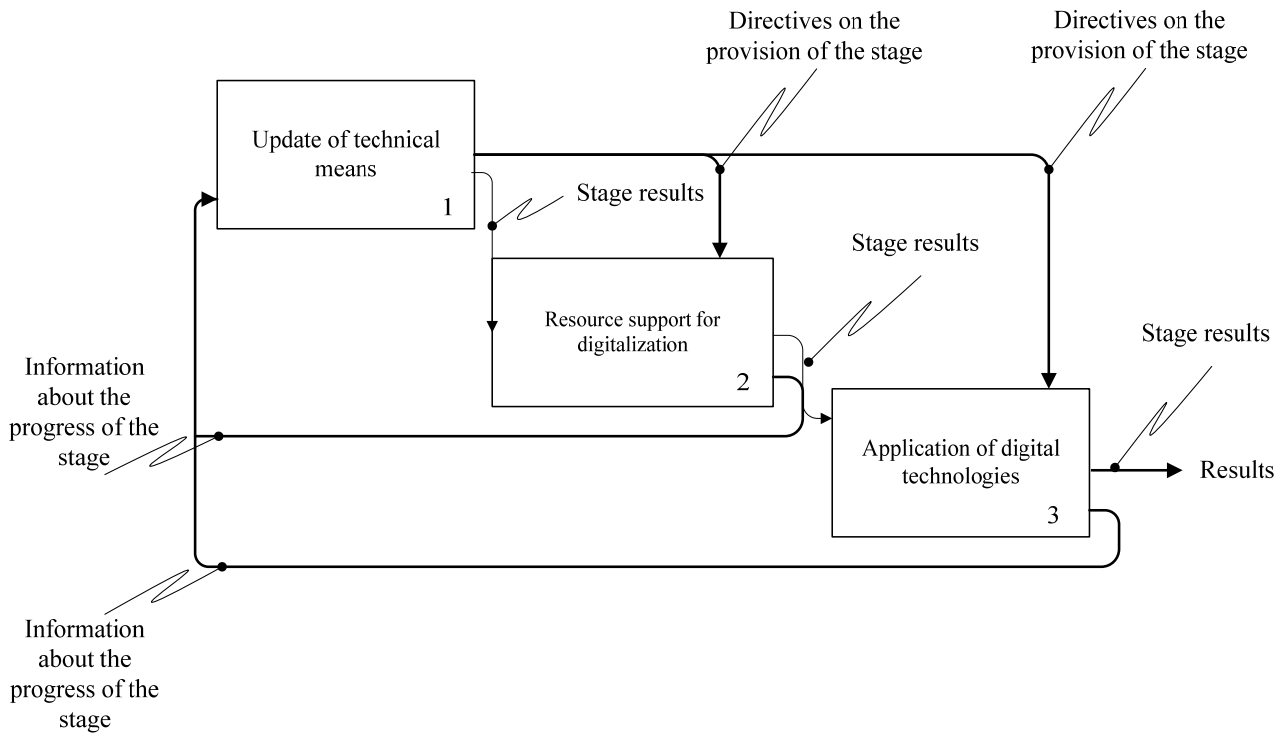 Directives on the
provision of the stage
Directives on the
provision of the stage
Update of technical
means
1
Stage results
Stage results
Resource support for
digitalization
2
Stage results
Information
about the
progress of the
stage
Application of digital
technologies
3
Results
Information
about the
progress of the
stage